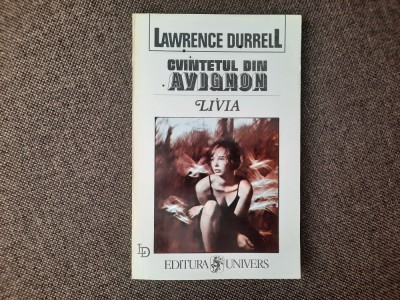 LAWRENCE DURRELL
CVINTETUL DIN
AVIGNON
LIVIA
LD
EDITURA UNIVERS